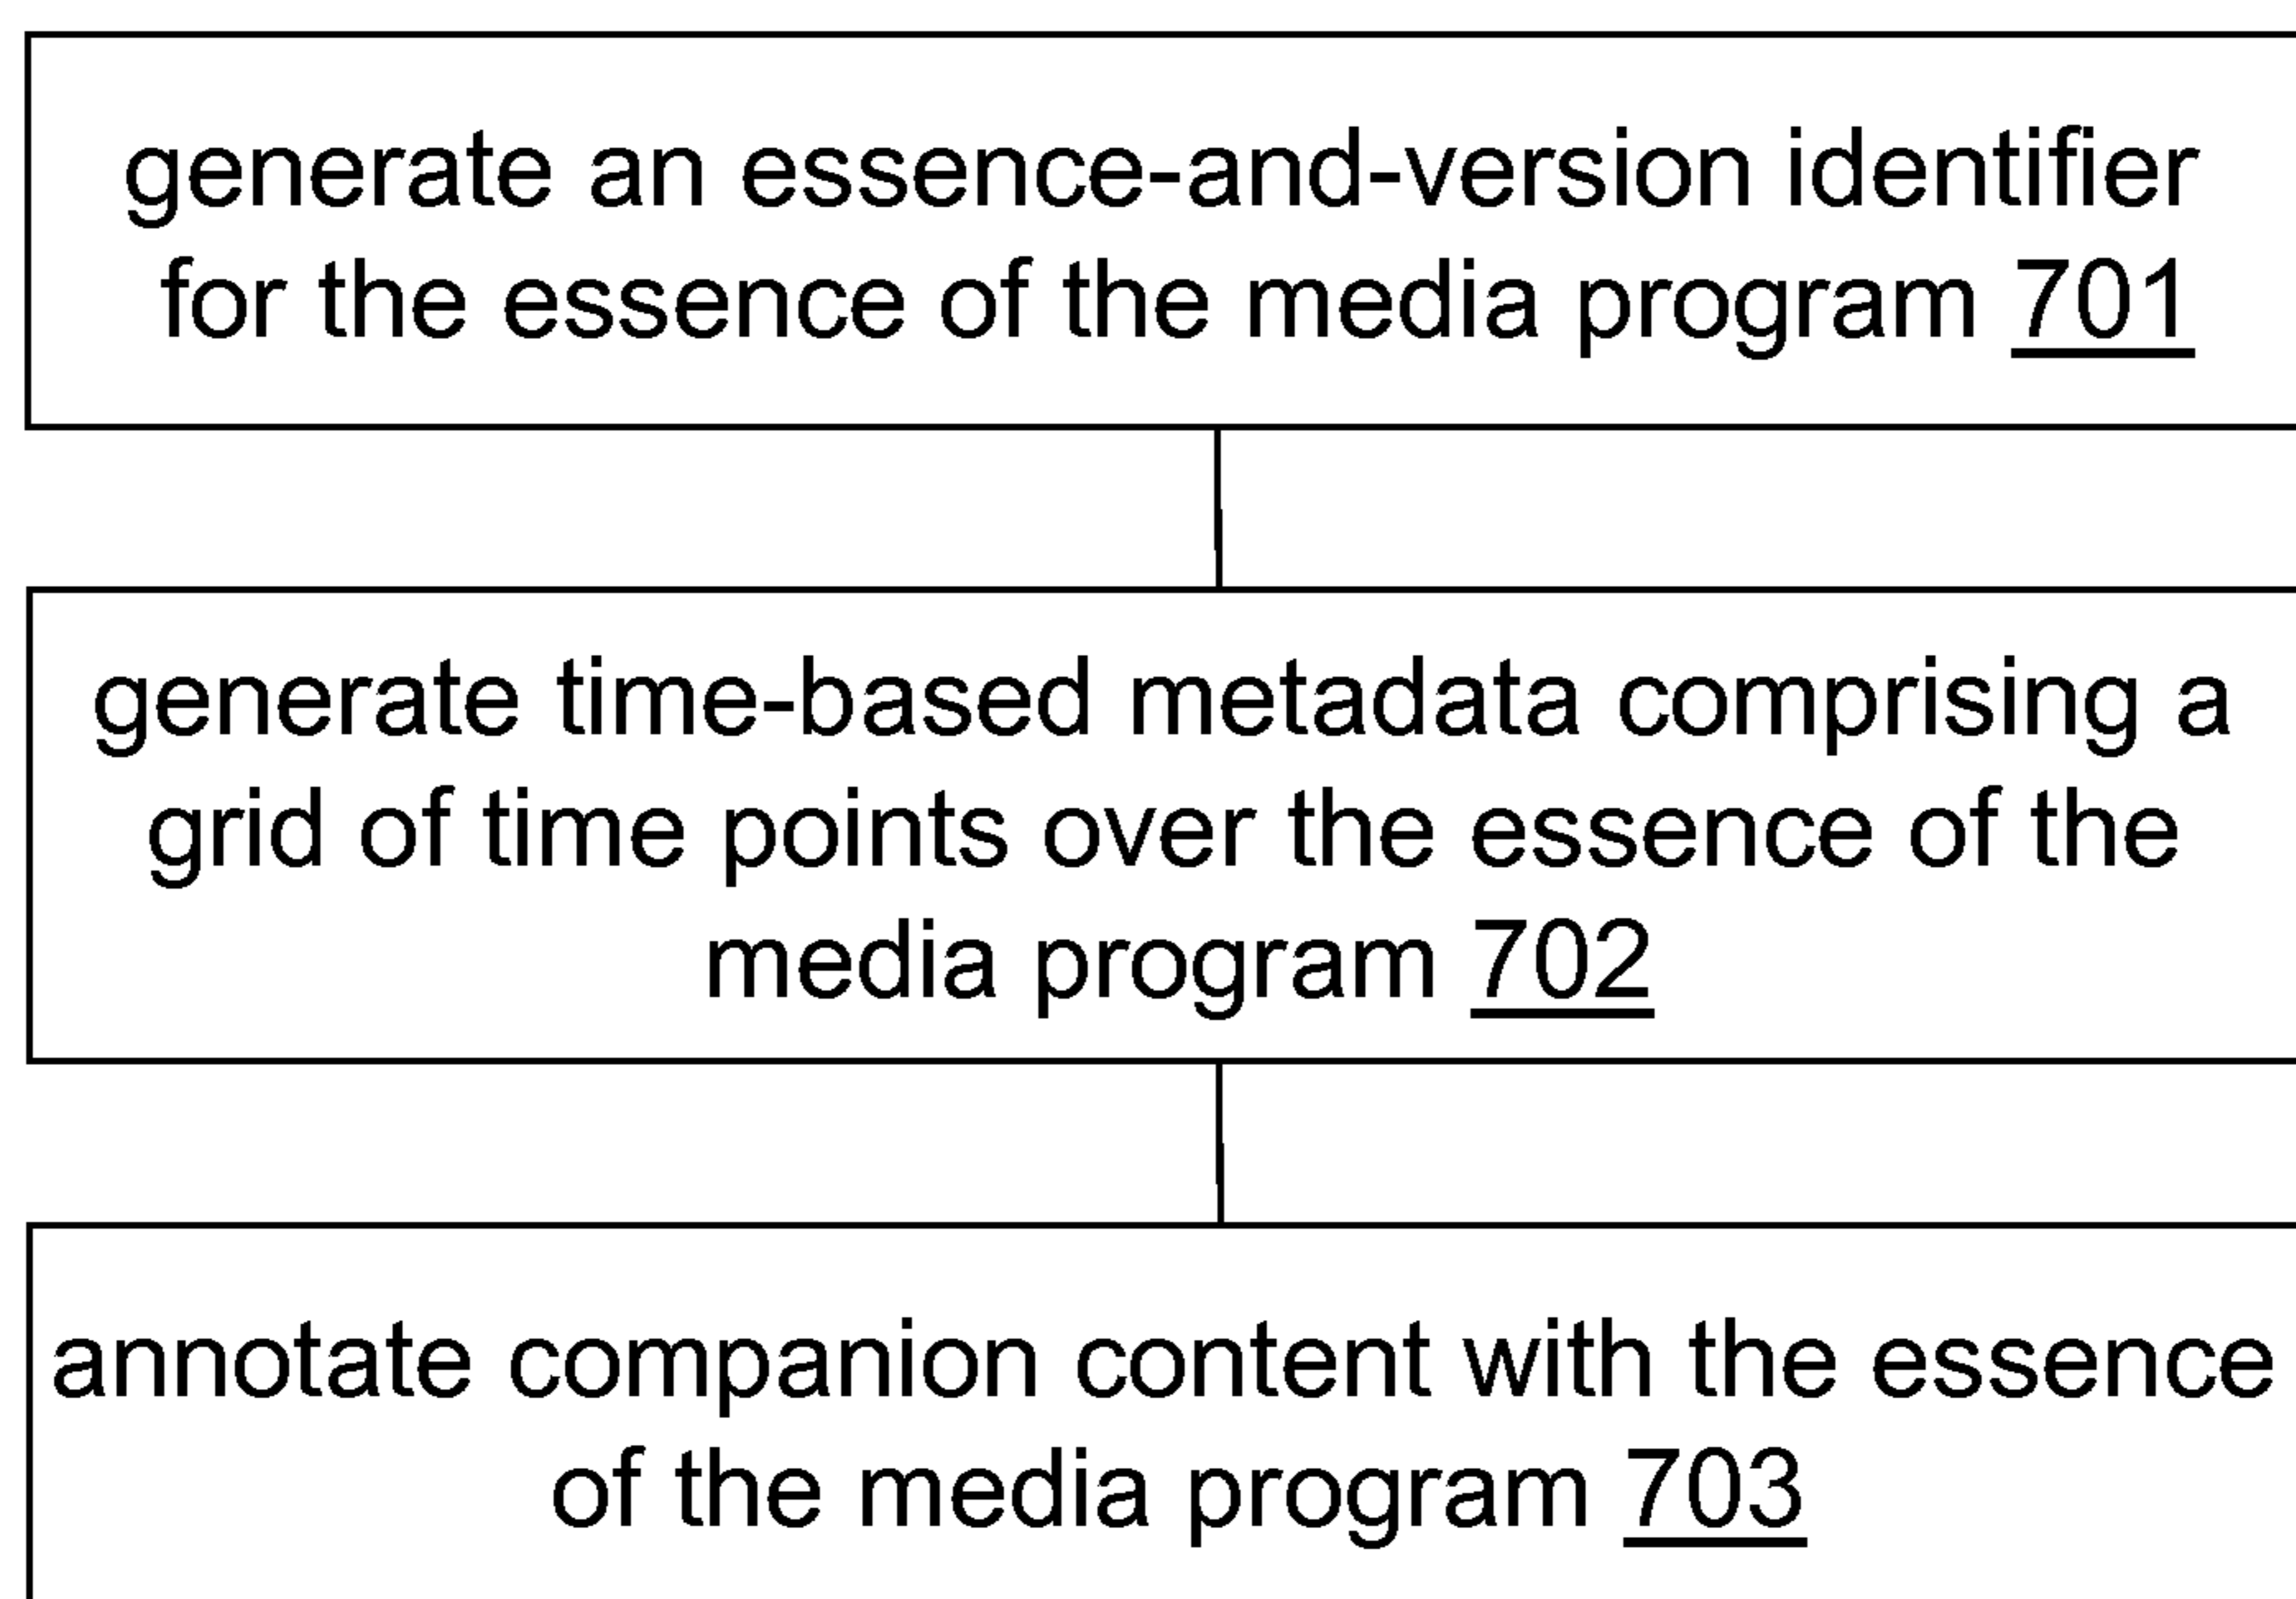 generate an essence-and-version identifier
for the essence of the media program 701
generate time-based metadata comprising a
grid of time points over the essence of the
media program 702
annotate companion content with the essence
of the media program 703